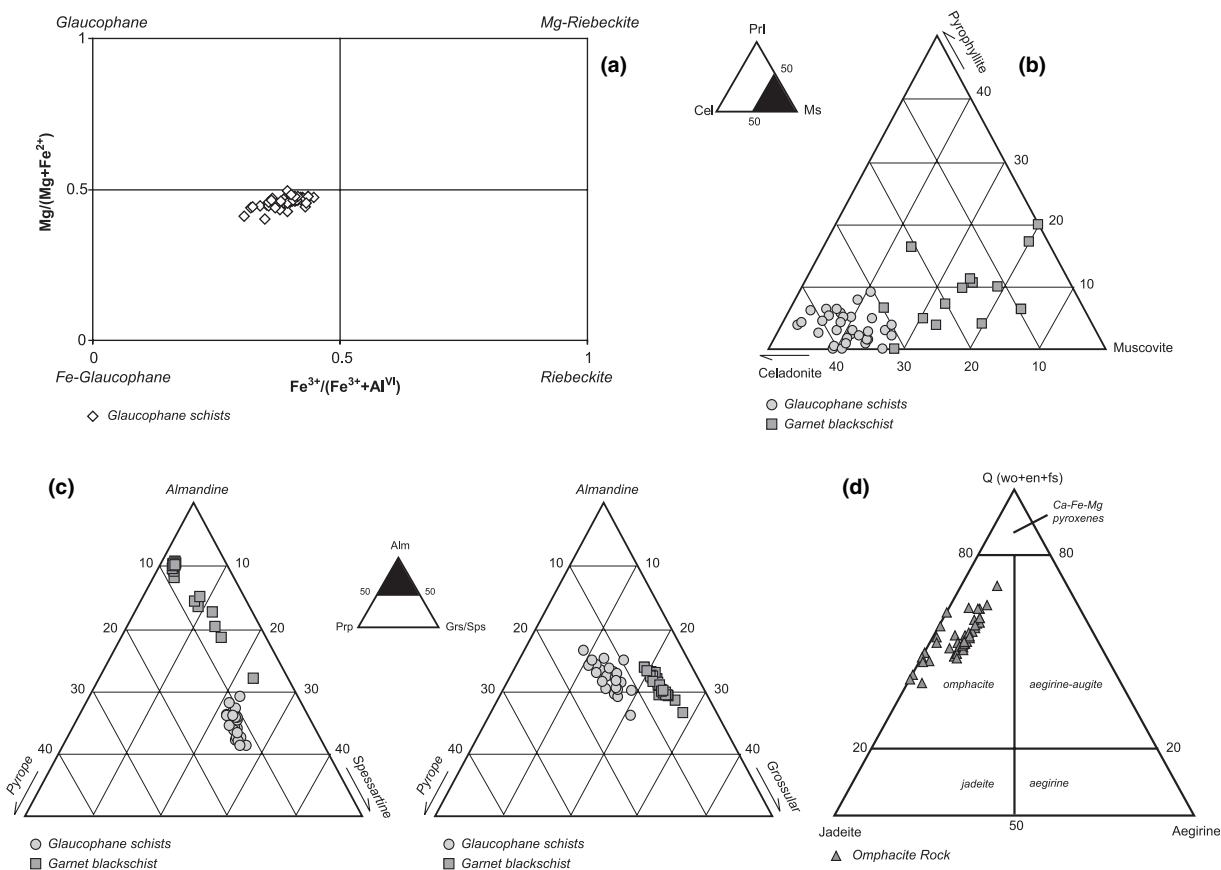 Glaucophane
Mg-Riebeckite
(a)
1
0.5
0
Mg/(Mg+Fe²⁺)
0
0.5
1
Fe-Glaucophane
Riebeckite
Fe³⁺/(Fe³⁺+Alⱽᴵ)
Glaucophane schists
Prl
50
Cel
Ms
50
(b)
Pyrophyllite
40
30
20
10
Muscovite
Celadonite
40
30
20
10
Glaucophane schists
Garnet blackschist
(c)
Almandine
10
10
20
20
30
30
40
40
Pyrope
Spessartine
Glaucophane schists
Garnet blackschist
Alm
50
50
Prp
Grs/Sps
Almandine
10
10
20
20
30
30
40
40
Pyrope
Grossular
Glaucophane schists
Garnet blackschist
(d)
Q (wo+en+fs)
Ca-Fe-Mg
pyroxenes
80
80
omphacite
aegirine-augite
20
20
jadeite
aegirine
Jadeite
50
Aegirine
Omphacite Rock